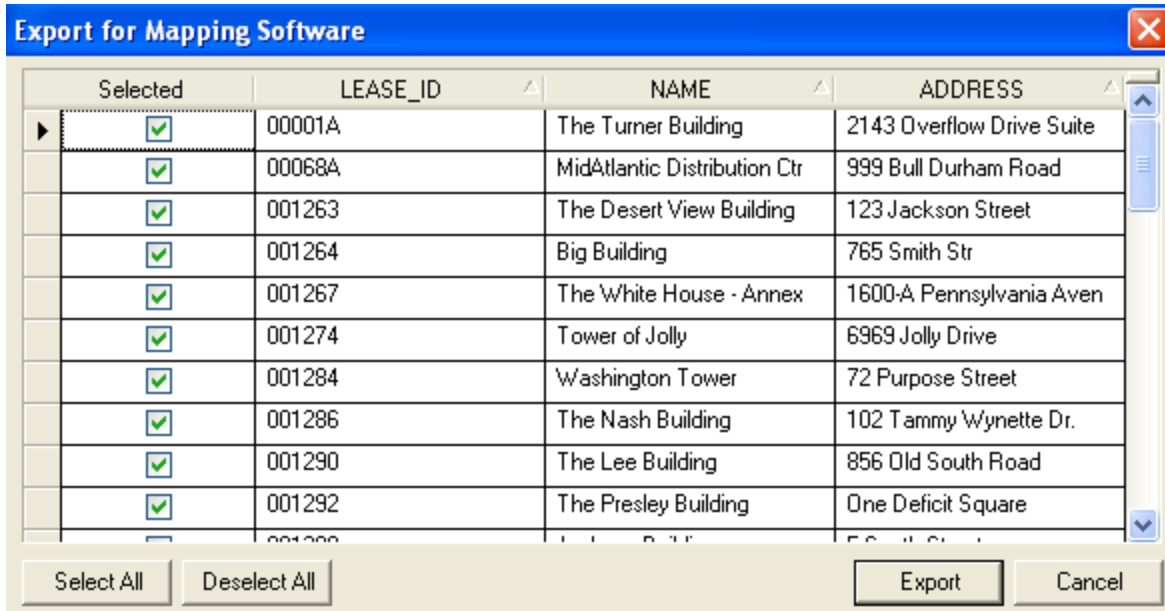 Export for Mapping Software
Selected LEASE_ID NAME ADDRESS
00001A The Turner Building 2143 Overflow Drive Suite
00068A MidAtlantic Distribution Ctr 999 Bull Durham Road
001263 The Desert View Building 123 Jackson Street
001264 Big Building 765 Smith Str
001267 The White House - Annex 1600-A Pennsylvania Aven
001274 Tower of Jolly 6969 Jolly Drive
001284 Washington Tower 72 Purpose Street
001286 The Nash Building 102 Tammy Wynette Dr.
001290 The Lee Building 856 Old South Road
001292 The Presley Building One Deficit Square
Select All Deselect All Export Cancel